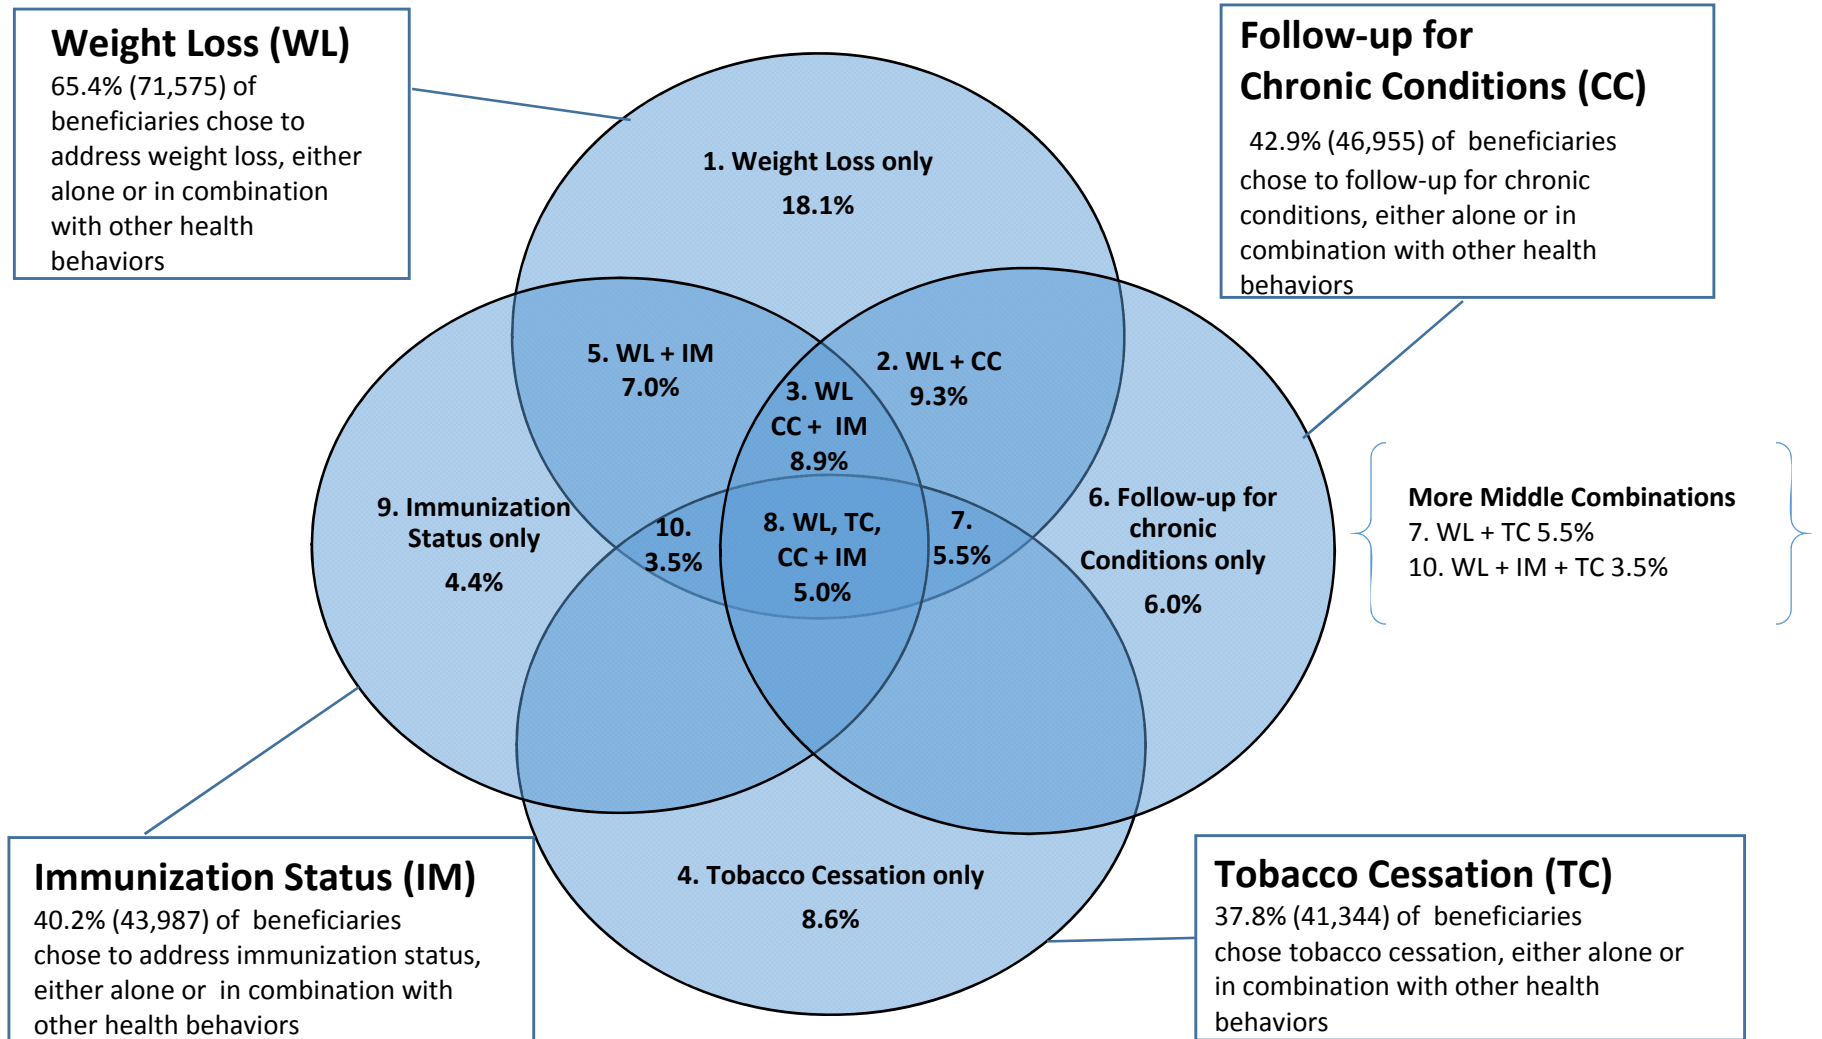 Weight Loss (WL)
65.4% (71,575) of
beneficiaries chose to
address weight loss, either
alone or in combination
with other health
behaviors
Follow-up for
Chronic Conditions (CC)
42.9% (46,955) of beneficiaries
chose to follow-up for chronic
conditions, either alone or in
combination with other health
behaviors
1. Weight Loss only
18.1%
5. WL + IM
7.0%
2. WL + CC
9.3%
3. WL
CC + IM
8.9%
9. Immunization
Status only
4.4%
10.
3.5%
8. WL, TC,
CC + IM
5.0%
7.
5.5%
6. Follow-up for
chronic
Conditions only
6.0%
More Middle Combinations
7. WL + TC 5.5%
10. WL + IM + TC 3.5%
4. Tobacco Cessation only
8.6%
Immunization Status (IM)
40.2% (43,987) of beneficiaries
chose to address immunization status,
either alone or in combination with
other health behaviors
Tobacco Cessation (TC)
37.8% (41,344) of beneficiaries
chose tobacco cessation, either alone or
in combination with other health
behaviors